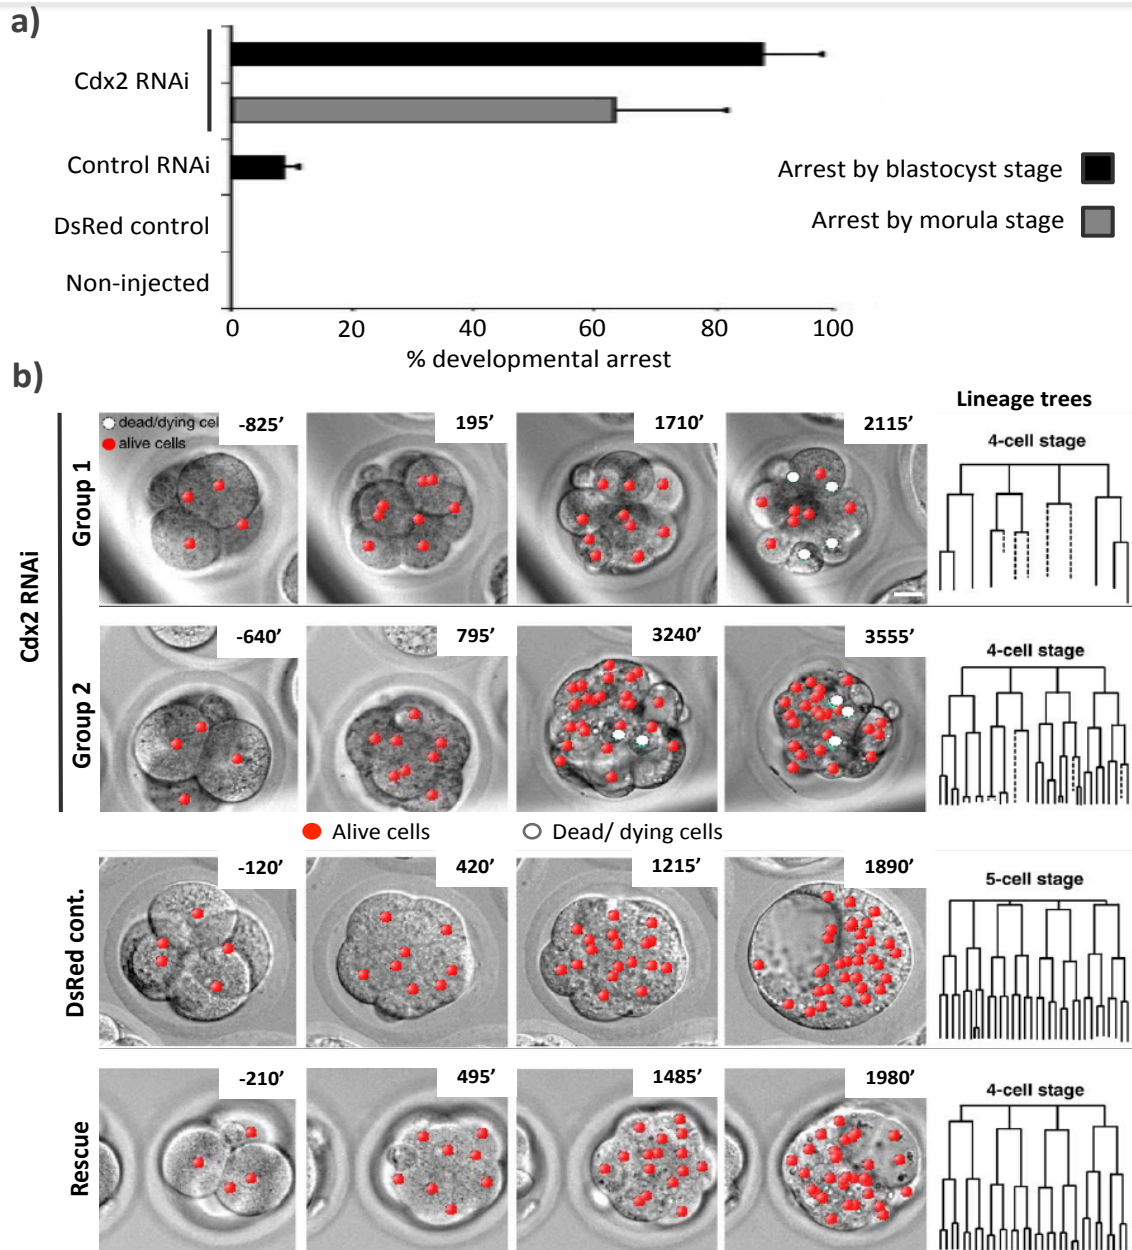 a)
Cdx2 RNAi
Control RNAi
DsRed control
Non-injected
Arrest by blastocyst stage
Arrest by morula stage
0 20 40 60 80 100
% developmental arrest
b)
Lineage trees
Cdx2 RNAi
Group 1
dead/dying cel
alive cells
-825’
195’
1710’
2115’
4-cell stage
Group 2
-640’
795’
3240’
3555’
4-cell stage
Alive cells
Dead/ dying cells
DsRed cont.
-120’
420’
1215’
1890’
5-cell stage
Rescue
-210’
495’
1485’
1980’
4-cell stage